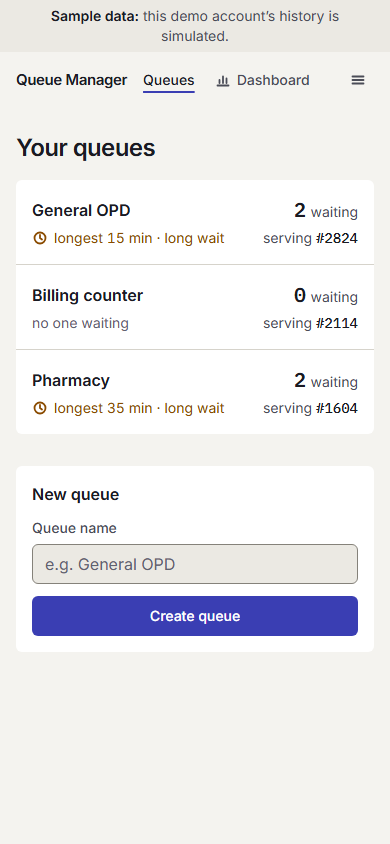 Sample data: this demo account’s history is
simulated.
Queue Manager Queues Dashboard
Your queues
General OPD 2 waiting
longest 15 min · long wait serving #2824
Billing counter 0 waiting
no one waiting serving #2114
Pharmacy 2 waiting
longest 35 min · long wait serving #1604
New queue
Queue name
e.g. General OPD
Create queue